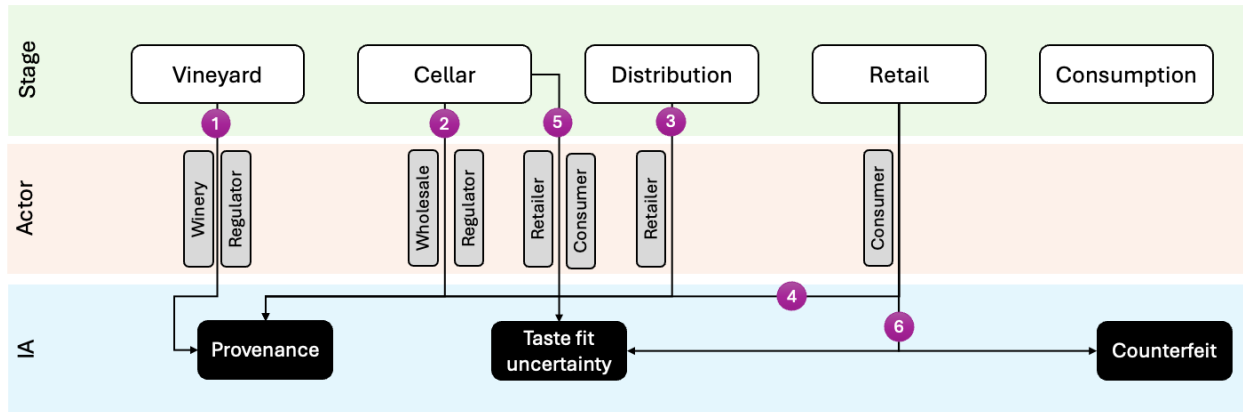 Stage
Vineyard
Cellar
Distribution
Retail
Consumption
1
2
5
3
Actor
Winery
Regulator
Wholesale
Regulator
Retailer
Consumer
Retailer
Consumer
4
6
IA
Provenance
Taste fit
uncertainty
Counterfeit